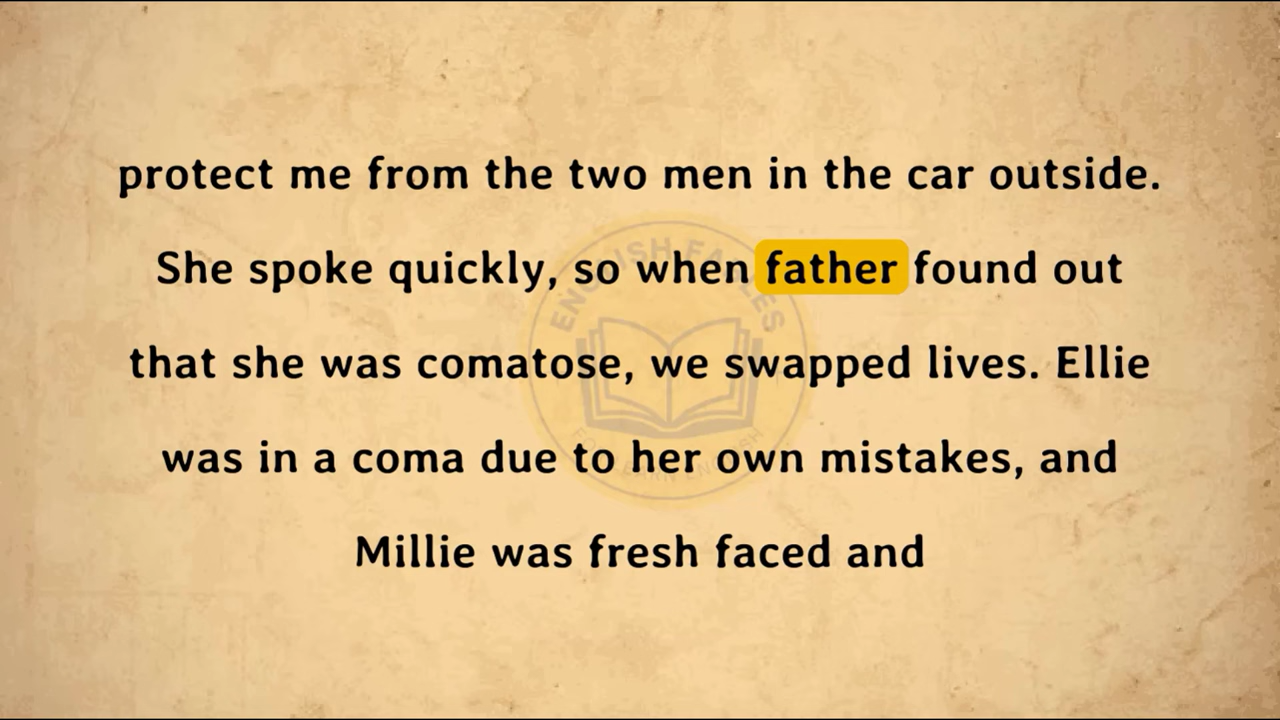 protect me from the two men in the car outside.
She spoke quickly, so when father found out
that she was comatose, we swapped lives. Ellie
was in a coma due to her own mistakes, and
Millie was fresh faced and